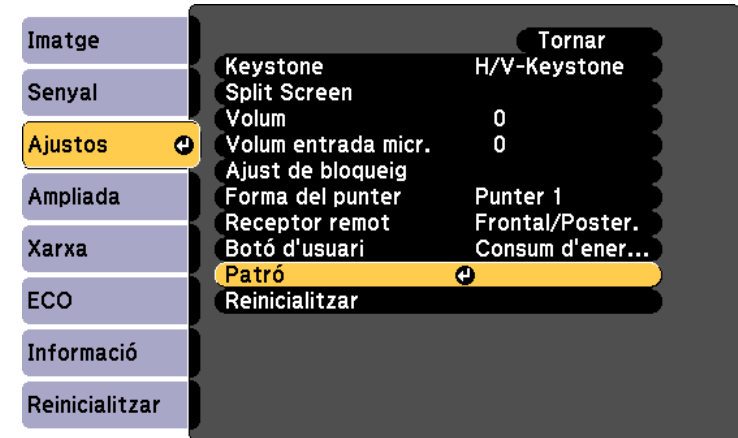 Imatge
Senyal
Ajustos
Ampliada
Xarxa
ECO
Informació
Reinicialitzar
Tornar
Keystone H/V-Keystone
Split Screen
Volum 0
Volum entrada micr. 0
Ajust de bloqueig
Forma del punter Punter 1
Receptor remot Frontal/Poster.
Botó d'usuari Consum d'ener...
Patró
Reinicialitzar